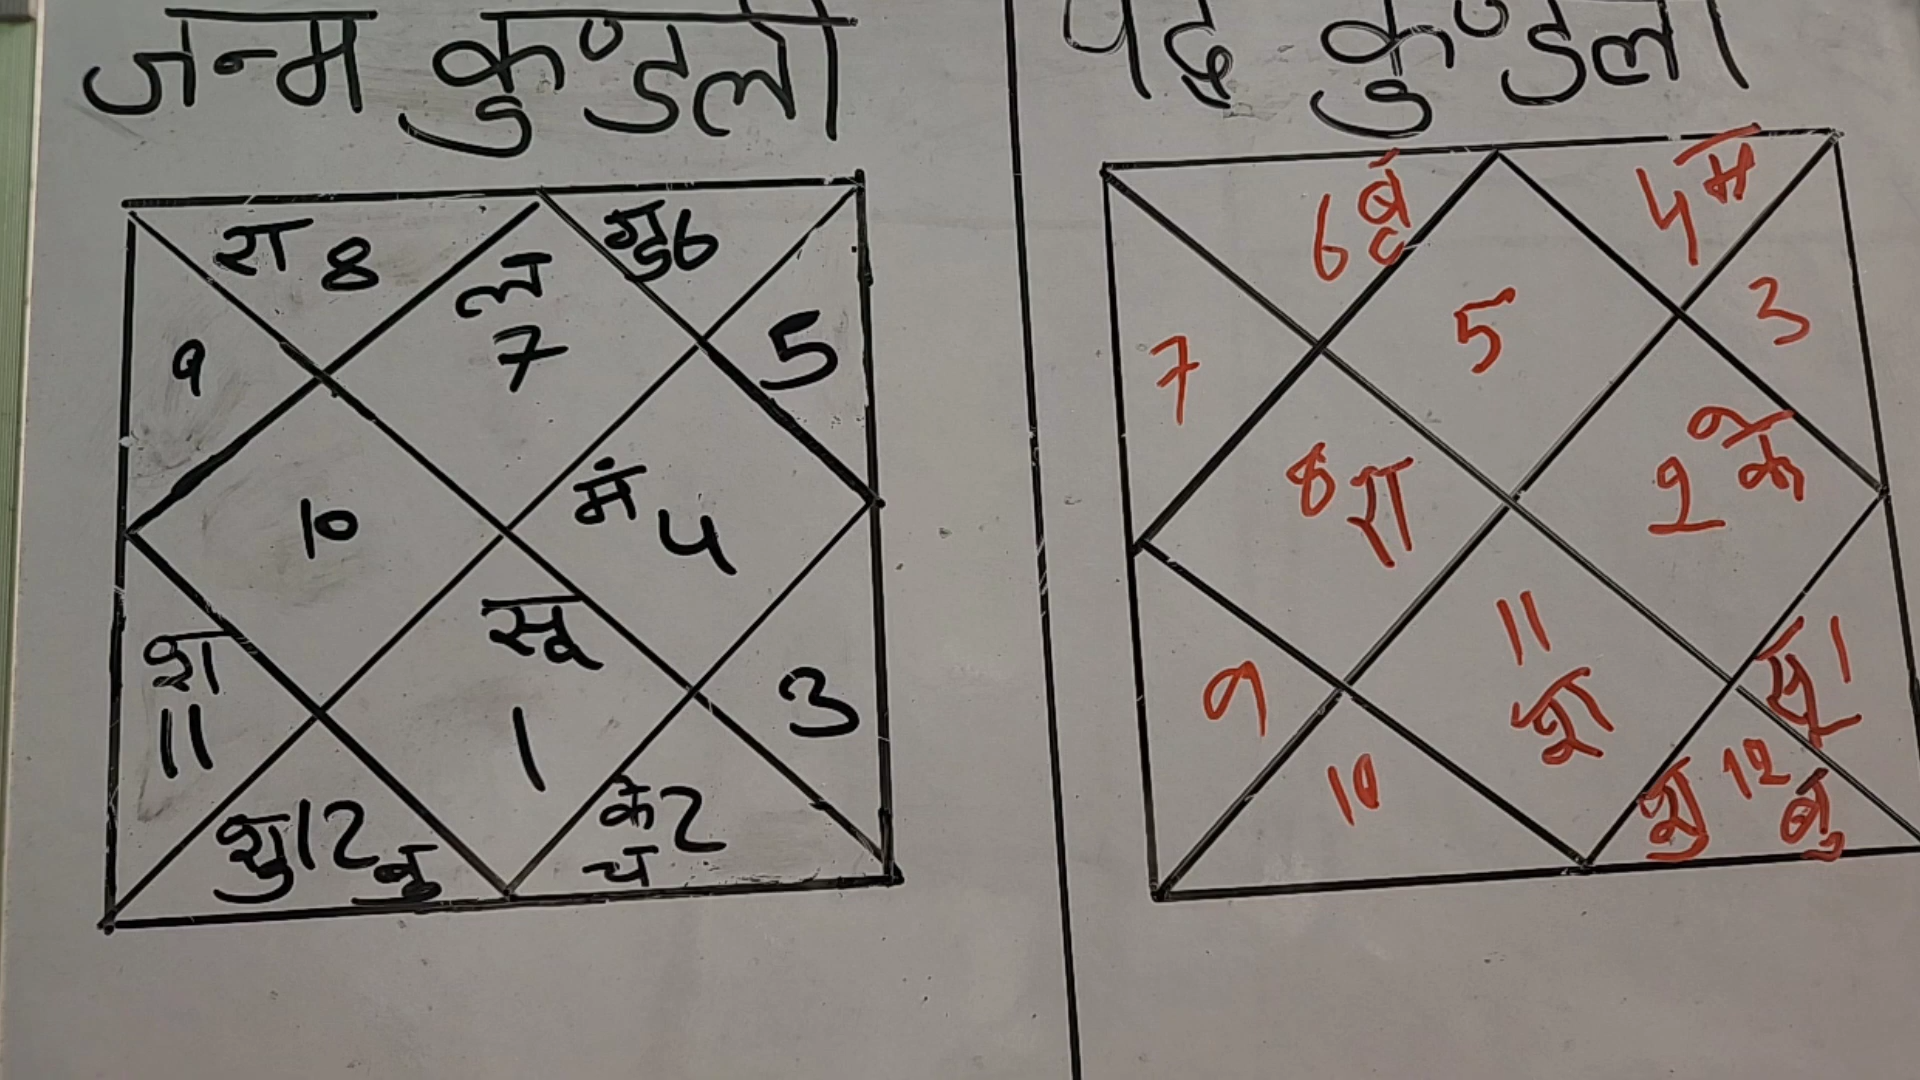 जन्म कुण्डली
रा 8
ल
7
गु 6
9
5
10
मं 4
श
11
सू
1
3
शु 12 बु
के 2
च
पद कुण्डली
6 बृ
5
4 म
7
3
8 रा
2 के
9
11
श
सू 1
10
शु 12 बु